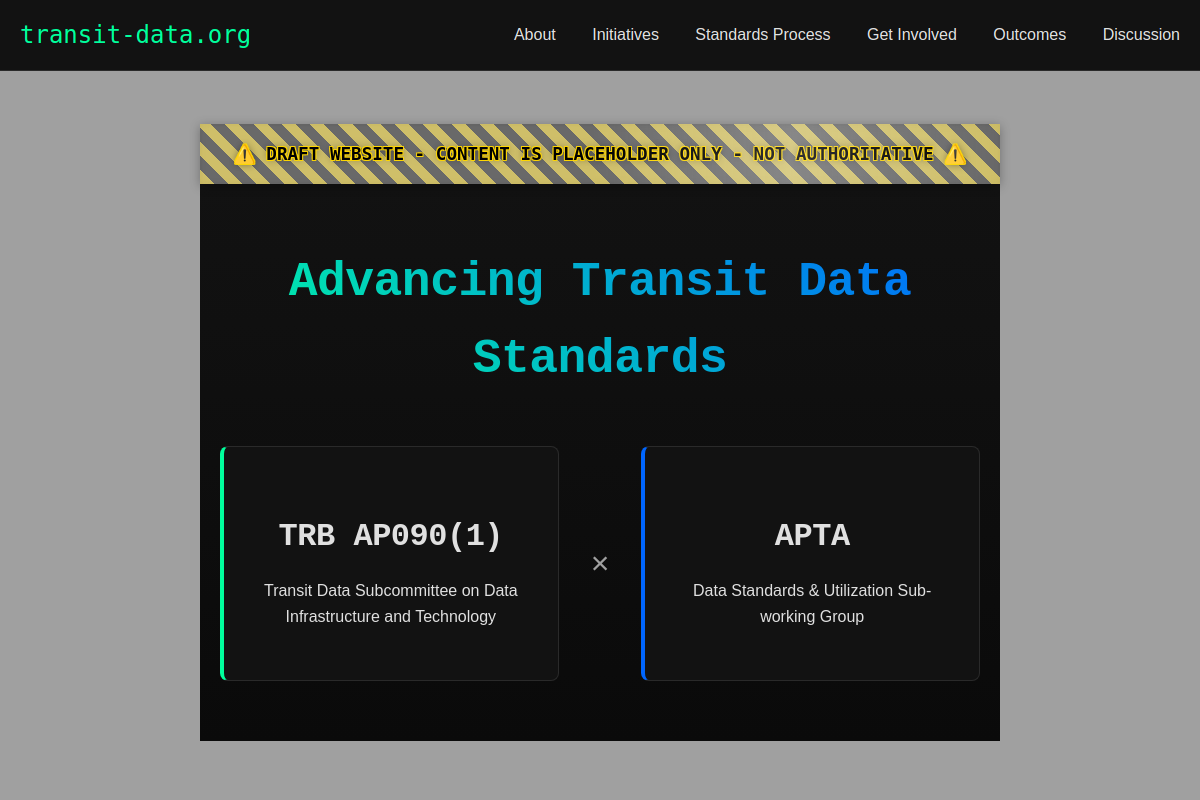 transit-data.org
About Initiatives Standards Process Get Involved Outcomes Discussion
⚠️ DRAFT WEBSITE - CONTENT IS PLACEHOLDER ONLY - NOT AUTHORITATIVE ⚠️
Advancing Transit Data
Standards
TRB AP090(1)
Transit Data Subcommittee on Data
Infrastructure and Technology
×
APTA
Data Standards & Utilization Sub-
working Group